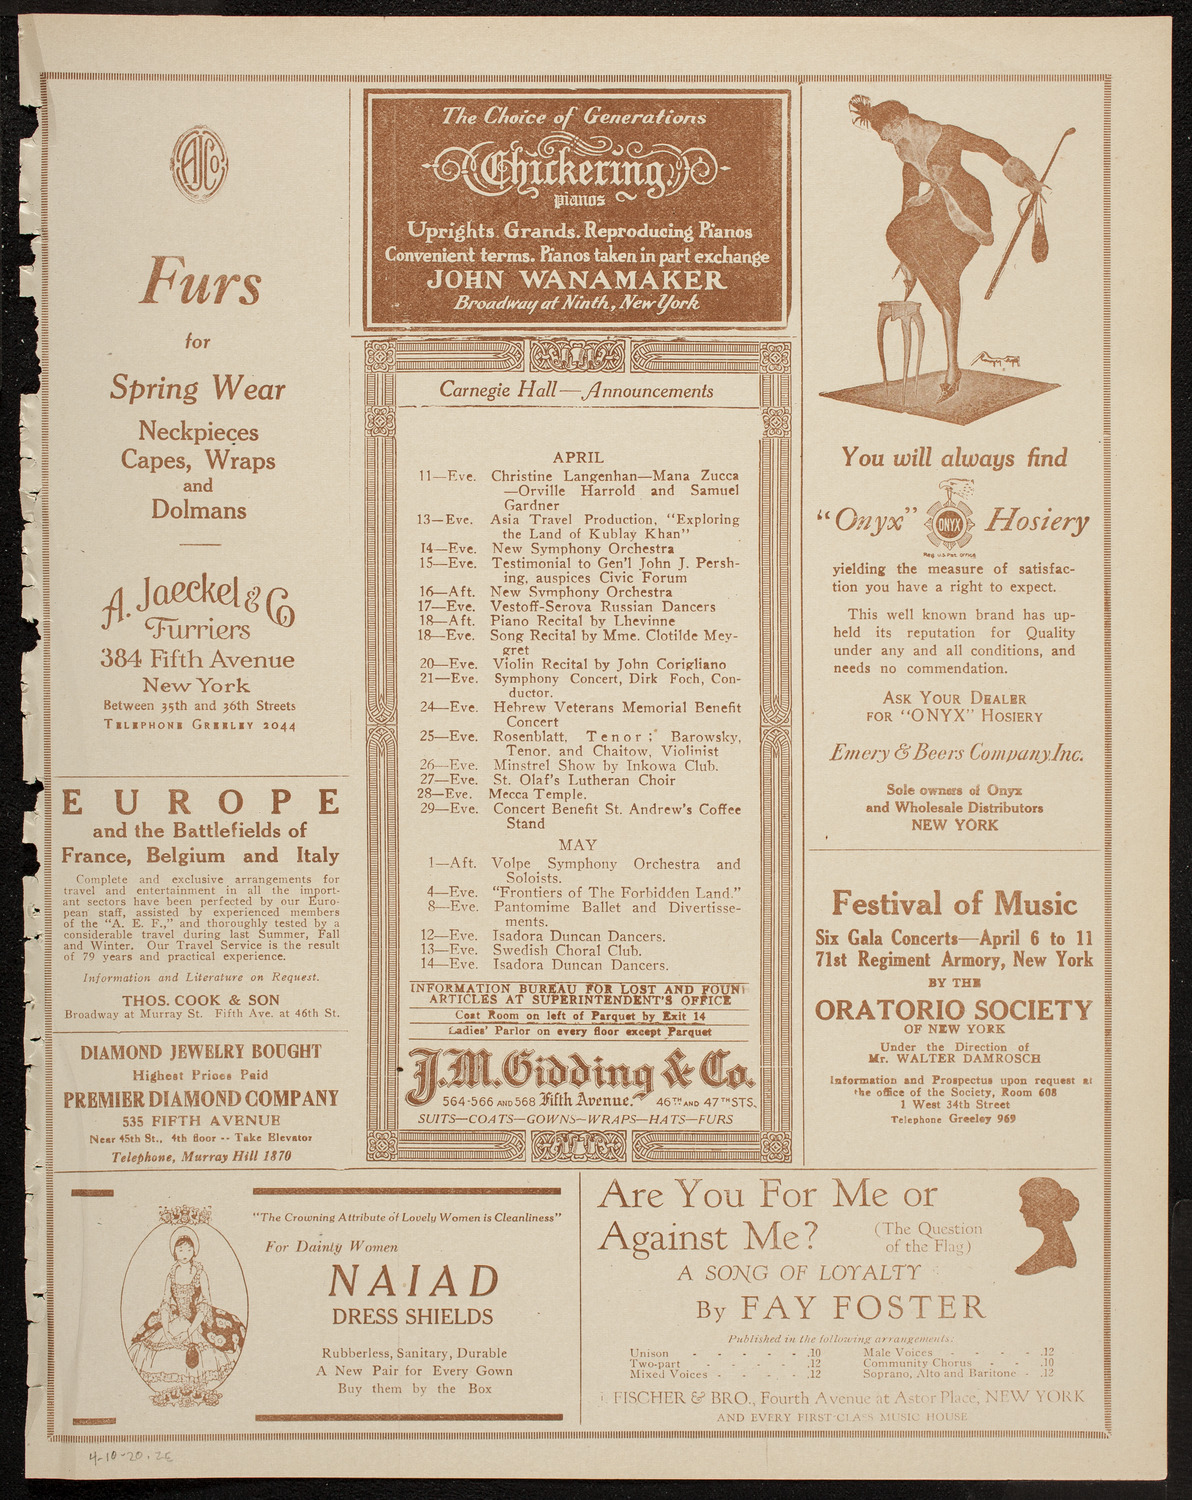 AJCo
Furs
for
Spring Wear
Neckpieces
Capes, Wraps
and
Dolmans
A. Jaeckel & Co
Furriers
384 Fifth Avenue
New York
Between 35th and 36th Streets
TELEPHONE GREELEY 2044
EUROPE
and the Battlefields of
France, Belgium and Italy
Complete and exclusive arrangements for
travel and entertainment in all the import-
ant sectors have been perfected by our Euro-
pean staff, assisted by experienced members
of the "A. E. F.," and thoroughly tested by a
considerable travel during last Summer, Fall
and Winter. Our Travel Service is the result
of 79 years and practical experience.
Information and Literature on Request.
THOS. COOK & SON
Broadway at Murray St. Fifth Ave. at 46th St.
DIAMOND JEWELRY BOUGHT
Highest Prices Paid
PREMIER DIAMOND COMPANY
535 FIFTH AVENUE
Near 45th St., 4th floor -- Take Elevator
Telephone, Murray Hill 1870
The Choice of Generations
Chickering
pianos
Uprights. Grands. Reproducing Pianos
Convenient terms. Pianos taken in part exchange
JOHN WANAMAKER
Broadway at Ninth, New York
Carnegie Hall—Announcements
APRIL
11—Eve. Christine Langenhan—Mana Zucca
—Orville Harrold and Samuel
Gardner
13—Eve. Asia Travel Production, "Exploring
the Land of Kublay Khan"
14—Eve. New Symphony Orchestra
15—Eve. Testimonial to Gen'l John J. Persh-
ing, auspices Civic Forum
16—Aft. New Symphony Orchestra
17—Eve. Vestoff-Serova Russian Dancers
18—Aft. Piano Recital by Lhevinne
18—Eve. Song Recital by Mme. Clotilde Mey-
gret
20—Eve. Violin Recital by John Corigliano
21—Eve. Symphony Concert, Dirk Foch, Con-
ductor.
24—Eve. Hebrew Veterans Memorial Benefit
Concert
25—Eve. Rosenblatt, Tenor; Barowsky,
Tenor, and Chaitow, Violinist
26—Eve. Minstrel Show by Inkowa Club.
27—Eve. St. Olaf's Lutheran Choir
28—Eve. Mecca Temple.
29—Eve. Concert Benefit St. Andrew's Coffee
Stand
MAY
1—Aft. Volpe Symphony Orchestra and
Soloists.
4—Eve. "Frontiers of The Forbidden Land."
8—Eve. Pantomime Ballet and Divertisse-
ments.
12—Eve. Isadora Duncan Dancers.
13—Eve. Swedish Choral Club.
14—Eve. Isadora Duncan Dancers.
INFORMATION BUREAU FOR LOST AND FOUN
ARTICLES AT SUPERINTENDENT'S OFFICE
Coat Room on left of Parquet by Exit 14
Ladies' Parlor on every floor except Parquet
J.M. Gidding & Co.
564-566 AND 568 Fifth Avenue. 46TH AND 47TH STS.
SUITS—COATS—GOWNS—WRAPS—HATS—FURS
You will always find
"Onyx" ONYX Hosiery
Reg. U.S. Pat. Office
yielding the measure of satisfac-
tion you have a right to expect.
This well known brand has up-
held its reputation for Quality
under any and all conditions, and
needs no commendation.
ASK YOUR DEALER
FOR "ONYX" HOSIERY
Emery & Beers Company, Inc.
Sole owners of Onyx
and Wholesale Distributors
NEW YORK
Festival of Music
Six Gala Concerts—April 6 to 11
71st Regiment Armory, New York
BY THE
ORATORIO SOCIETY
OF NEW YORK
Under the Direction of
Mr. WALTER DAMROSCH
Information and Prospectus upon request at
the office of the Society, Room 608
1 West 34th Street
Telephone Greeley 969
"The Crowning Attribute of Lovely Women is Cleanliness"
For Dainty Women
NAIAD
DRESS SHIELDS
Rubberless, Sanitary, Durable
A New Pair for Every Gown
Buy them by the Box
Are You For Me or
Against Me? (The Question
of the Flag)
A SONG OF LOYALTY
By FAY FOSTER
Published in the following arrangements:
Unison - - - - - .10 Male Voices - - - - .12
Two-part - - - - - .12 Community Chorus - - .10
Mixed Voices - - - - .12 Soprano, Alto and Baritone - .12
FISCHER & BRO., Fourth Avenue at Astor Place, NEW YORK
AND EVERY FIRST-CLASS MUSIC HOUSE
4-10-20.2E